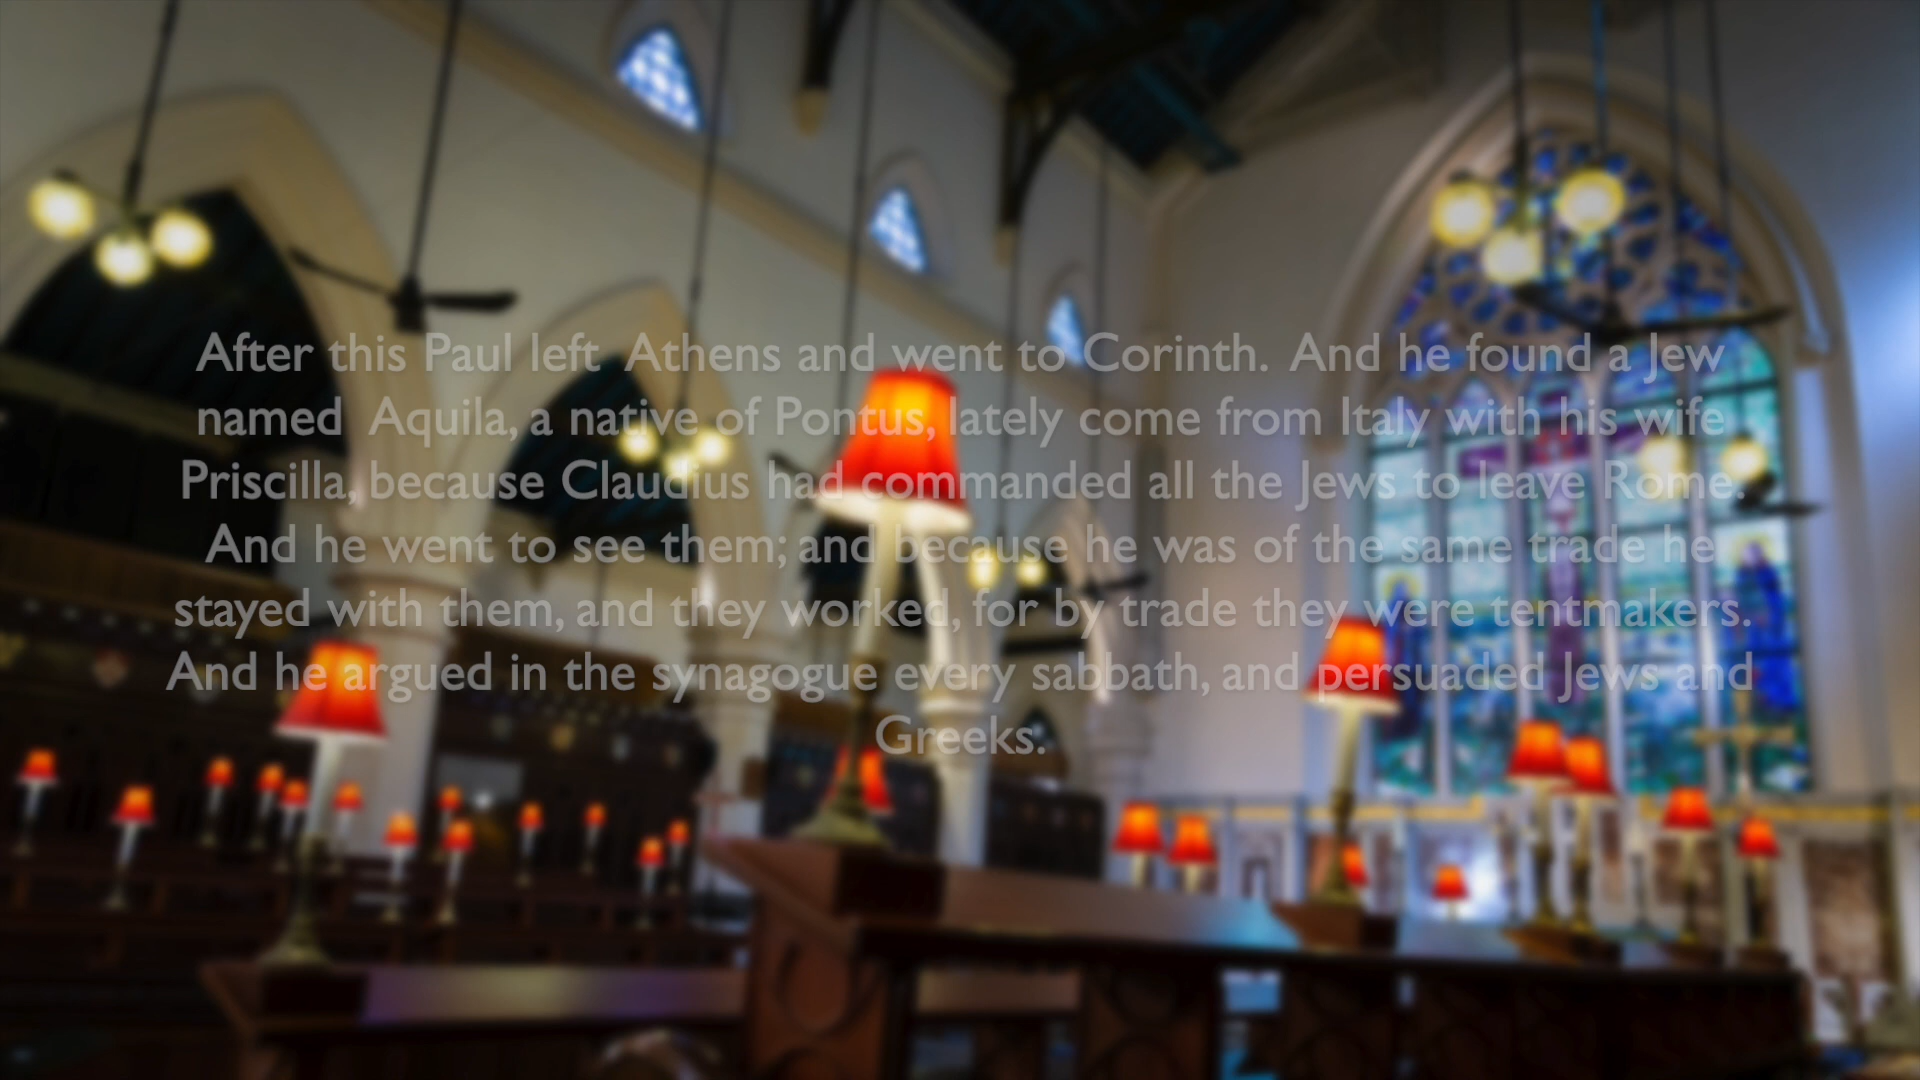 After this Paul left Athens and went to Corinth. And he found a Jew
named Aquila, a native of Pontus, lately come from Italy with his wife
Priscilla, because Claudius had commanded all the Jews to leave Rome.
And he went to see them; and because he was of the same trade he
stayed with them, and they worked, for by trade they were tentmakers.
And he argued in the synagogue every sabbath, and persuaded Jews and
Greeks.